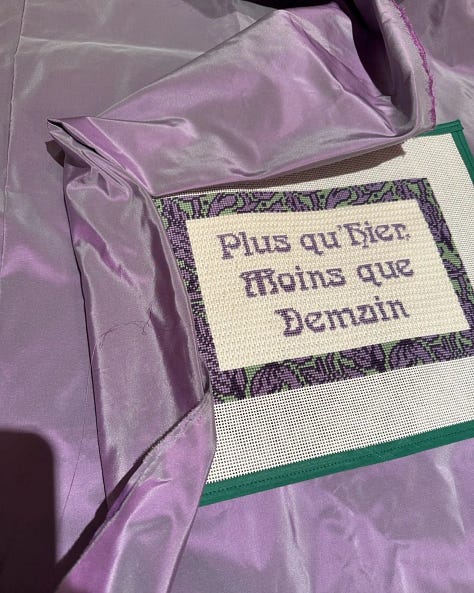 Plus qu'hier,
Moins que
Demain